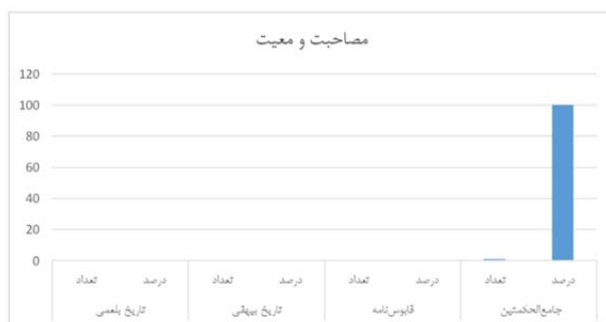 مصاحبت و معیت
120
100
80
60
40
20
0
تعداد درصد تعداد درصد تعداد درصد تعداد درصد
تاریخ بلعمی تاریخ بیهقی قابوس‌نامه جامع‌الحکمتین